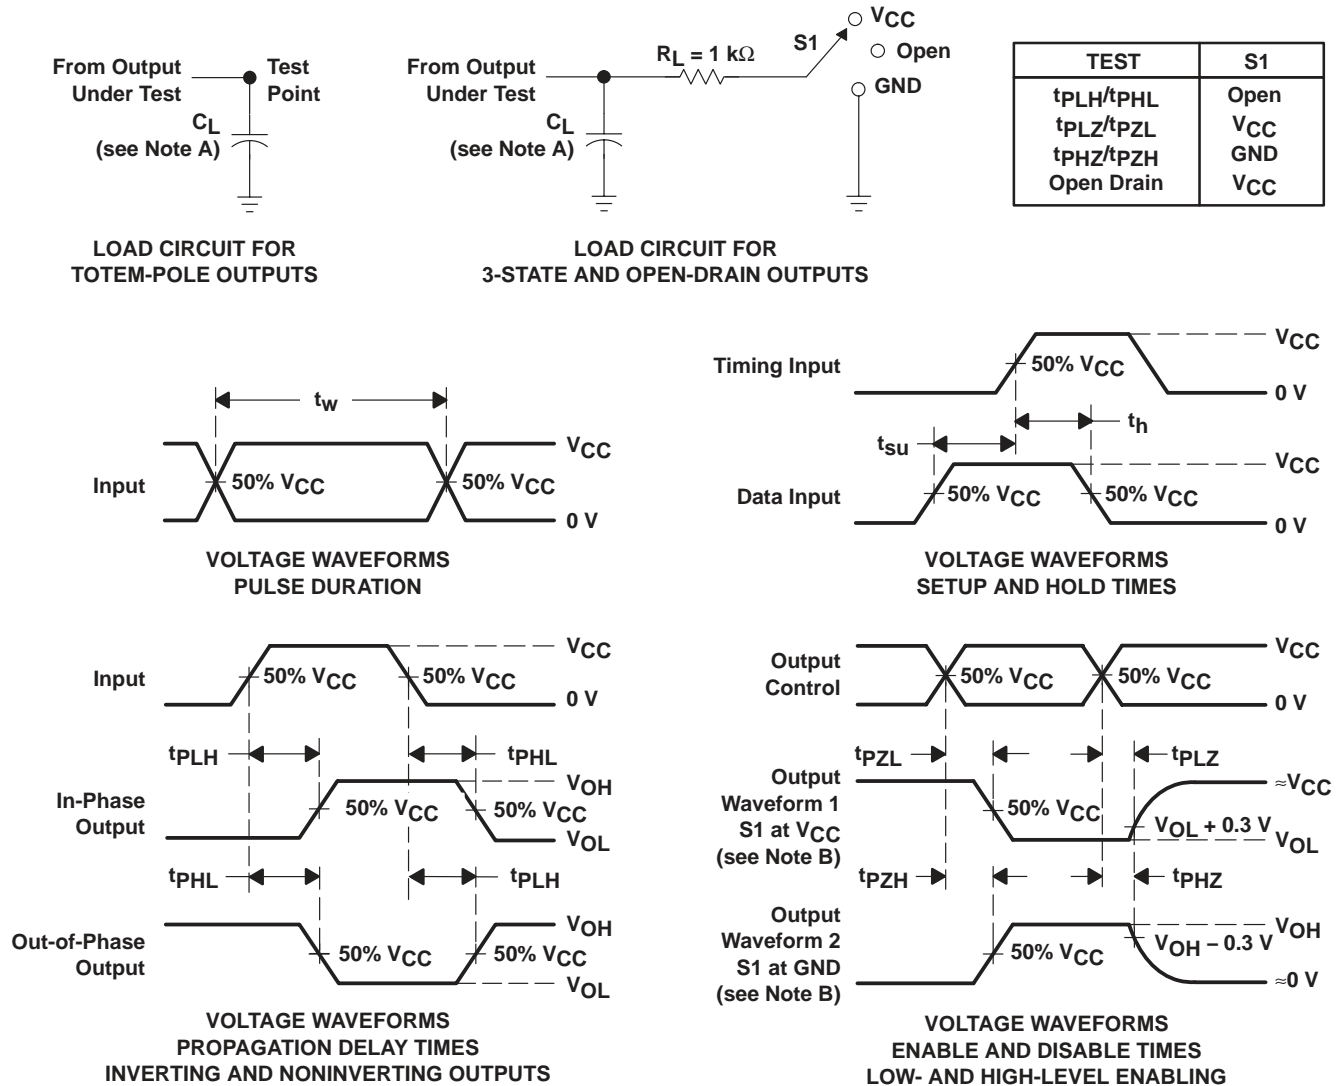 From Output
Under Test
Test
Point
CL
(see Note A)
LOAD CIRCUIT FOR
TOTEM-POLE OUTPUTS
From Output
Under Test
RL = 1 kΩ
S1
VCC
Open
GND
CL
(see Note A)
LOAD CIRCUIT FOR
3-STATE AND OPEN-DRAIN OUTPUTS
TEST S1
tPLH/tPHL Open
tPLZ/tPZL VCC
tPHZ/tPZH GND
Open Drain VCC
tw
Input
50% VCC
50% VCC
VCC
0 V
VOLTAGE WAVEFORMS
PULSE DURATION
Timing Input
50% VCC
VCC
0 V
tsu
th
Data Input
50% VCC
50% VCC
VCC
0 V
VOLTAGE WAVEFORMS
SETUP AND HOLD TIMES
Input
50% VCC
50% VCC
VCC
0 V
tPLH
tPHL
In-Phase
Output
50% VCC
50% VCC
VOH
VOL
tPHL
tPLH
Out-of-Phase
Output
50% VCC
50% VCC
VOH
VOL
VOLTAGE WAVEFORMS
PROPAGATION DELAY TIMES
INVERTING AND NONINVERTING OUTPUTS
Output
Control
50% VCC
50% VCC
VCC
0 V
tPZL
tPLZ
Output
Waveform 1
S1 at VCC
(see Note B)
50% VCC
VOL + 0.3 V
≈VCC
VOL
tPZH
tPHZ
Output
Waveform 2
S1 at GND
(see Note B)
50% VCC
VOH – 0.3 V
VOH
≈0 V
VOLTAGE WAVEFORMS
ENABLE AND DISABLE TIMES
LOW- AND HIGH-LEVEL ENABLING